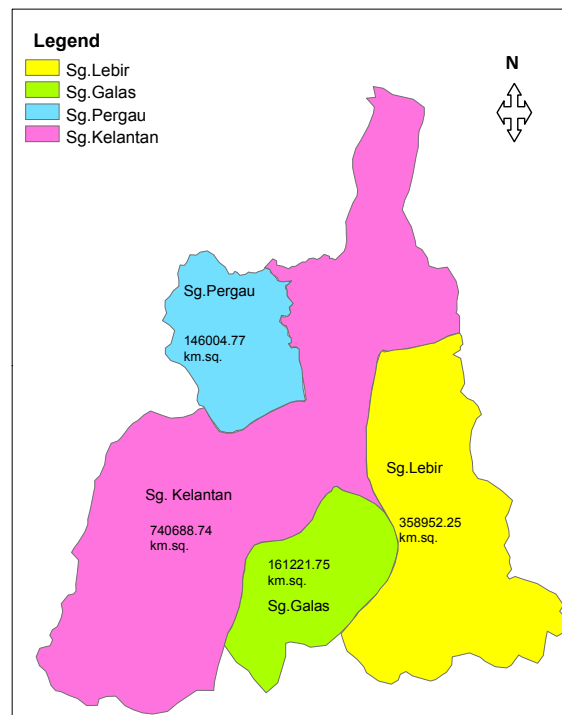 Legend
Sg.Lebir
Sg.Galas
Sg.Pergau
Sg.Kelantan
N
Sg.Pergau
146004.77
km.sq.
Sg.Lebir
358952.25
km.sq.
Sg. Kelantan
740688.74
km.sq.
161221.75
km.sq.
Sg.Galas